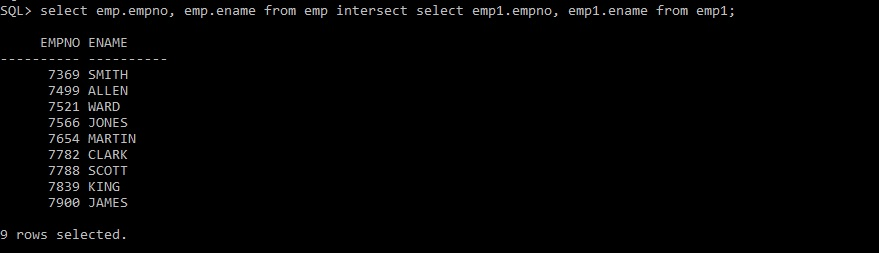 SQL> select emp.empno, emp.ename from emp intersect select emp1.empno, emp1.ename from emp1;
     EMPNO ENAME
---------- ----------
      7369 SMITH
      7499 ALLEN
      7521 WARD
      7566 JONES
      7654 MARTIN
      7782 CLARK
      7788 SCOTT
      7839 KING
      7900 JAMES
9 rows selected.